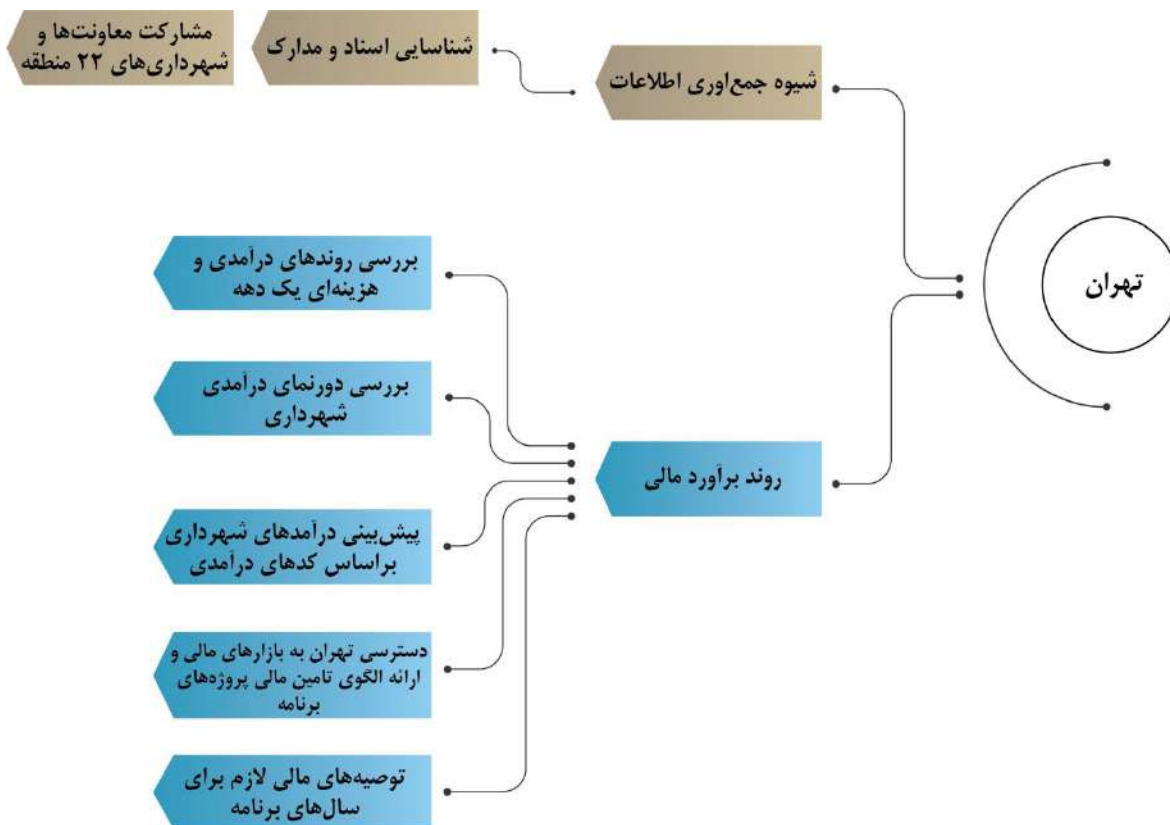 تهران
شیوه جمع‌اوری اطلاعات
شناسایی اسناد و مدارک
مشارکت معاونت‌ها و
شهرداری‌های ۲۲ منطقه
روند برآورد مالی
بررسی روندهای درآمدی و
هزینه‌ای یک دهه
بررسی دورنمای درآمدی
شهرداری
پیش‌بینی درآمدهای شهرداری
براساس کدهای درآمدی
دسترسی تهران به بازارهای مالی و
ارائه الگوی تامین مالی پروژه‌های
برنامه
توصیه‌های مالی لازم برای
سال‌های برنامه